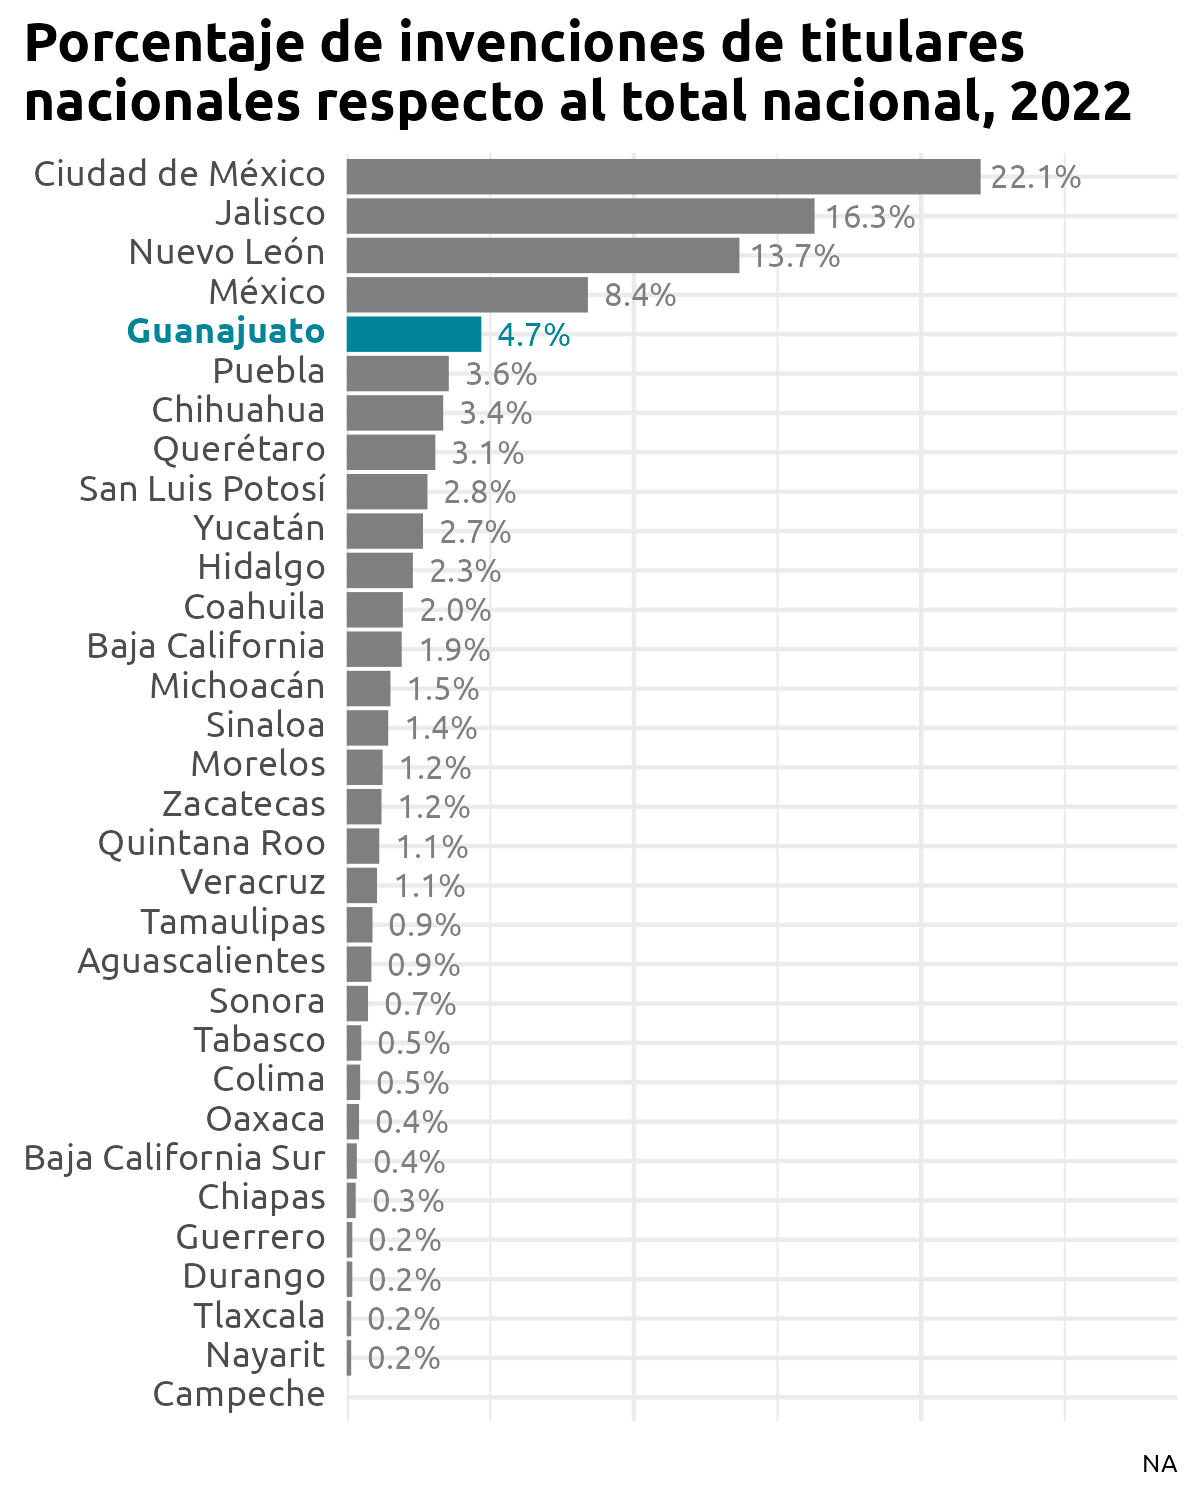 Porcentaje de invenciones de titulares
nacionales respecto al total nacional, 2022
Ciudad de México 22.1%
Jalisco 16.3%
Nuevo León 13.7%
México 8.4%
Guanajuato 4.7%
Puebla 3.6%
Chihuahua 3.4%
Querétaro 3.1%
San Luis Potosí 2.8%
Yucatán 2.7%
Hidalgo 2.3%
Coahuila 2.0%
Baja California 1.9%
Michoacán 1.5%
Sinaloa 1.4%
Morelos 1.2%
Zacatecas 1.2%
Quintana Roo 1.1%
Veracruz 1.1%
Tamaulipas 0.9%
Aguascalientes 0.9%
Sonora 0.7%
Tabasco 0.5%
Colima 0.5%
Oaxaca 0.4%
Baja California Sur 0.4%
Chiapas 0.3%
Guerrero 0.2%
Durango 0.2%
Tlaxcala 0.2%
Nayarit 0.2%
Campeche
NA